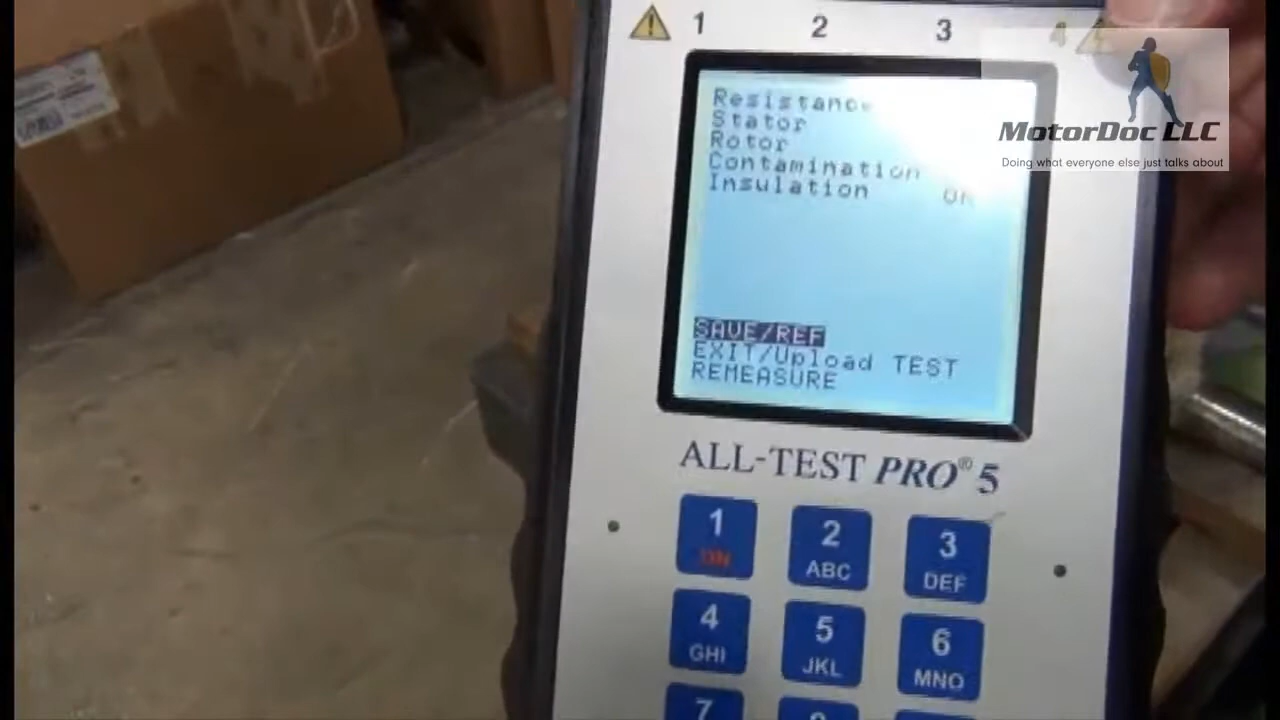 1 2 3 4
MotorDoc LLC
Doing what everyone else just talks about
Resistance
Stator
Rotor
Contamination
Insulation OK
SAVE/REF
EXIT/Upload TEST
REMEASURE
ALL-TEST PRO® 5
1 2 3
ON ABC DEF
4 5 6
GHI JKL MNO
7